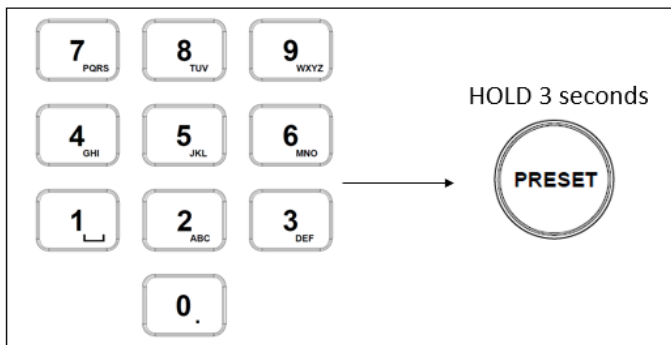 7 PQRS 8 TUV 9 WXYZ
HOLD 3 seconds
4 GHI 5 JKL 6 MNO
PRESET
1 2 ABC 3 DEF
0 .